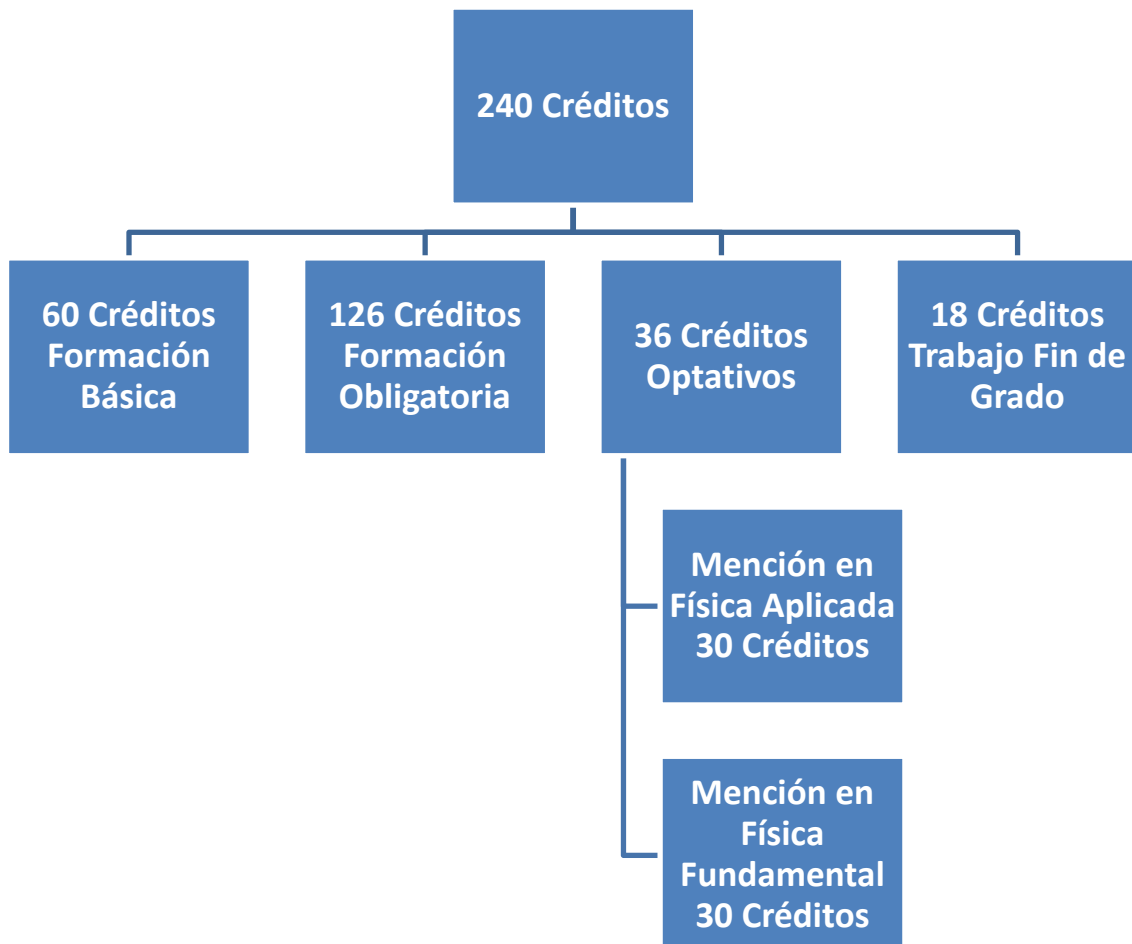 240 Créditos
60 Créditos
Formación
Básica
126 Créditos
Formación
Obligatoria
36 Créditos
Optativos
18 Créditos
Trabajo Fin de
Grado
Mención en
Física Aplicada
30 Créditos
Mención en
Física
Fundamental
30 Créditos